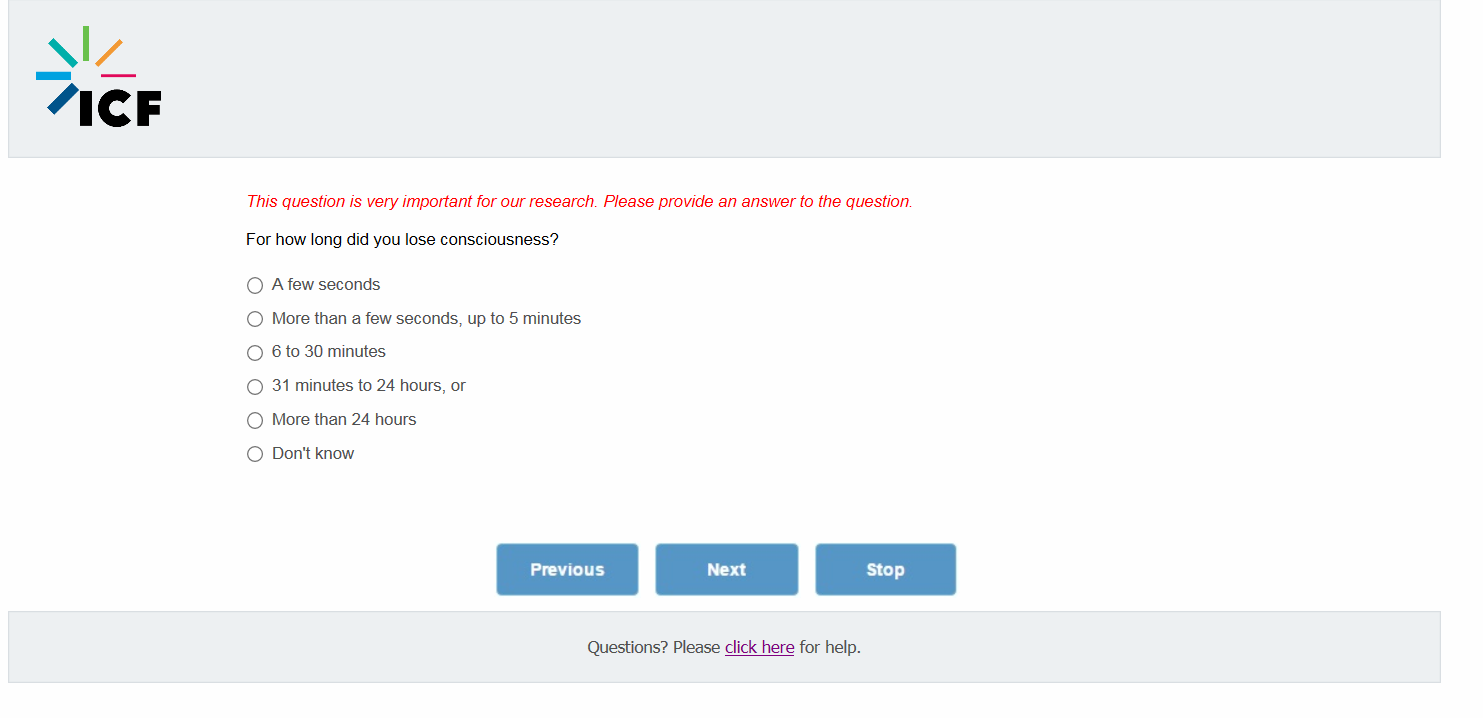 ICF
This question is very important for our research. Please provide an answer to the question.
For how long did you lose consciousness?
A few seconds
More than a few seconds, up to 5 minutes
6 to 30 minutes
31 minutes to 24 hours, or
More than 24 hours
Don't know
Previous Next Stop
Questions? Please click here for help.